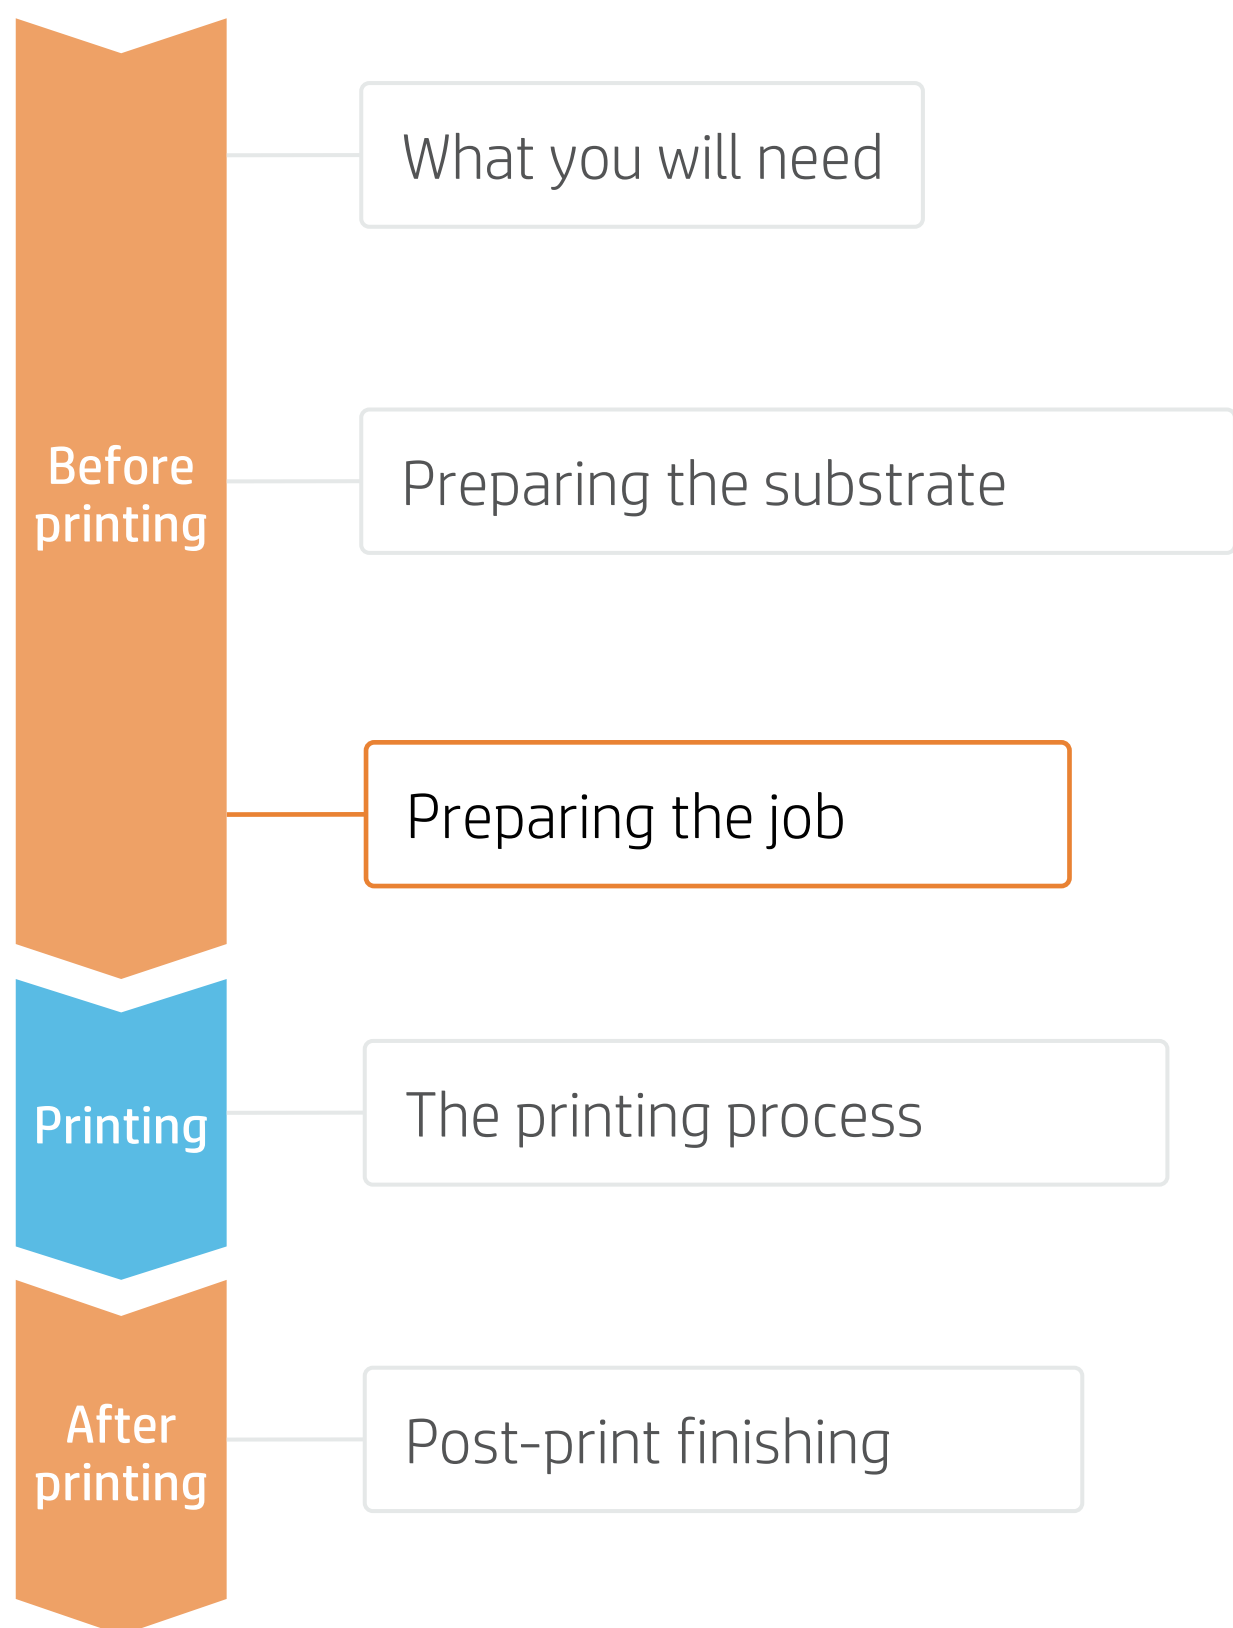 What you will need
Before
printing
Preparing the substrate
Preparing the job
Printing
The printing process
After
printing
Post-print finishing